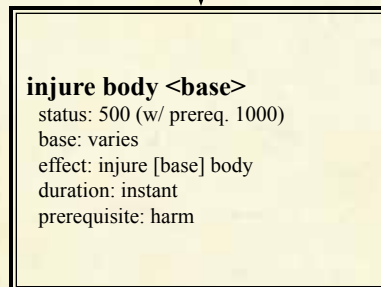 injure body <base>
status: 500 (w/ prereq. 1000)
base: varies
effect: injure [base] body
duration: instant
prerequisite: harm